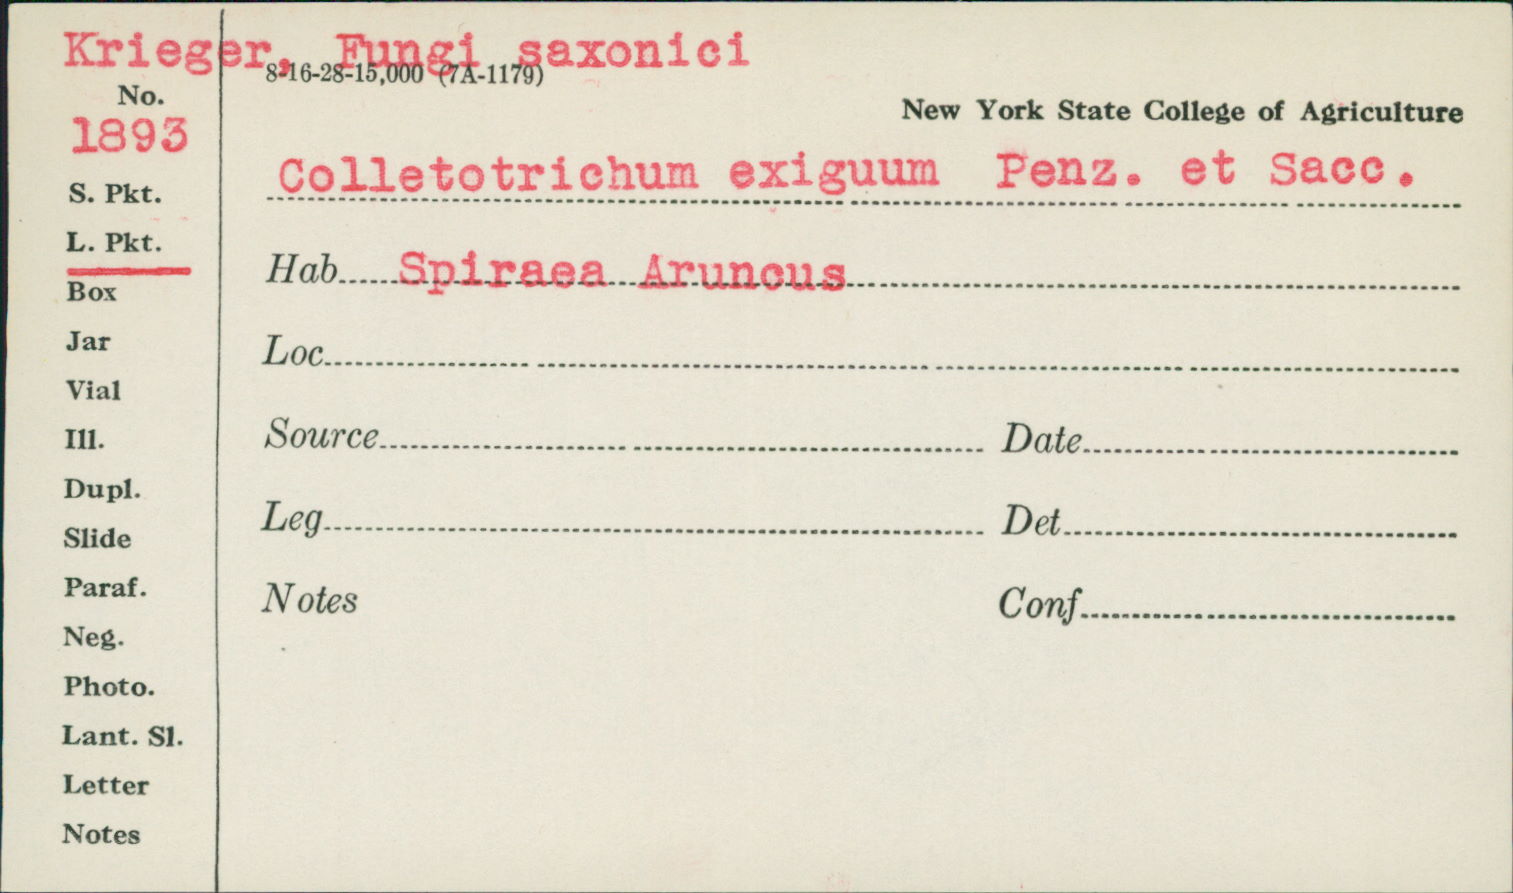 Krieger, Fungi saxonici
8-16-28-15,000 (7A-1179)
No.
1893
New York State College of Agriculture
Colletotrichum exiguum Penz. et Sacc.
S. Pkt.
L. Pkt.
Hab Spiraea Aruncus
Box
Jar
Loc
Vial
Ill.
Source Date
Dupl.
Slide
Leg Det
Paraf.
Notes Conf
Neg.
Photo.
Lant. Sl.
Letter
Notes